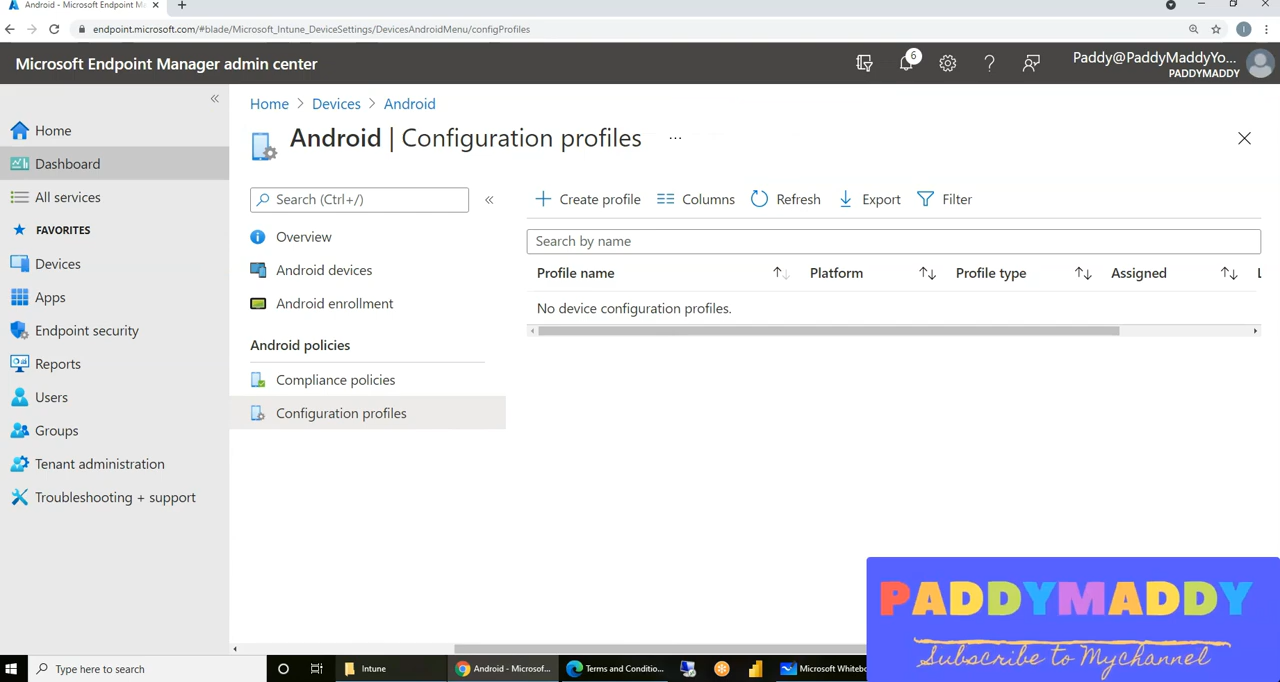 Android - Microsoft Endpoint M
endpoint.microsoft.com/#blade/Microsoft_Intune_DeviceSettings/DevicesAndroidMenu/configProfiles
Microsoft Endpoint Manager admin center
6
Paddy@PaddyMaddyYo...
PADDYMADDY
Home
Dashboard
All services
FAVORITES
Devices
Apps
Endpoint security
Reports
Users
Groups
Tenant administration
Troubleshooting + support
Home > Devices > Android
Android | Configuration profiles ...
Search (Ctrl+/)
Overview
Android devices
Android enrollment
Android policies
Compliance policies
Configuration profiles
Create profile Columns Refresh Export Filter
Search by name
Profile name Platform Profile type Assigned L
No device configuration profiles.
PADDYMADDY
Subscribe to Mychannel
Type here to search
Intune
Android - Microsof...
Terms and Conditio...
Microsoft Whitebo